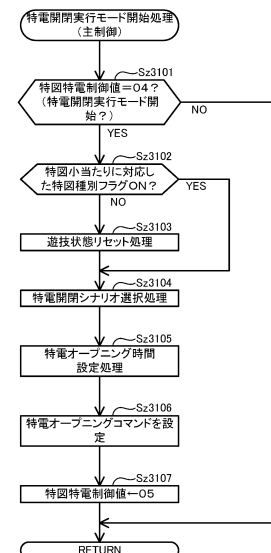 特電開閉実行モード開始処理
(主制御)
Sz3101
特図特電制御値=04?
(特電開閉実行モード開
始?)
NO
YES
Sz3102
特図小当たりに対応し
た特図種別フラグON?
YES
NO
Sz3103
遊技状態リセット処理
Sz3104
特電開閉シナリオ選択処理
Sz3105
特電オープニング時間
設定処理
Sz3106
特電オープニングコマンドを設
定
Sz3107
特図特電制御値←05
RETURN